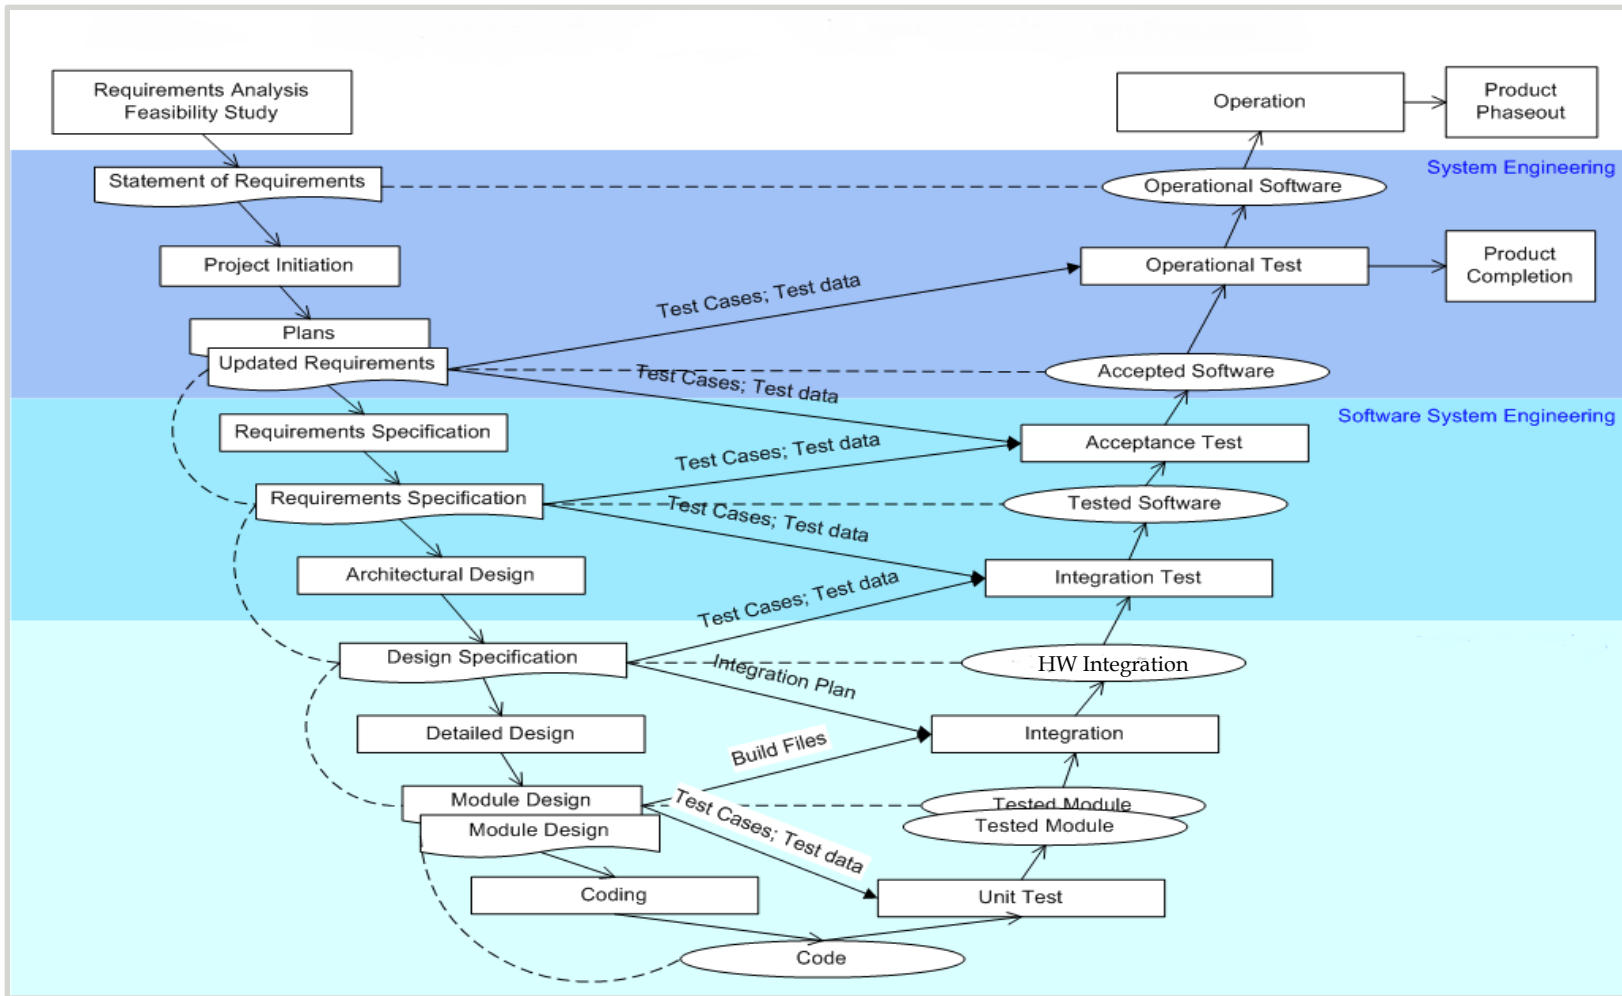 Requirements Analysis
Feasibility Study
Operation
Product
Phaseout
System Engineering
Statement of Requirements
Operational Software
Project Initiation
Operational Test
Product
Completion
Test Cases; Test data
Plans
Updated Requirements
Test Cases; Test data
Accepted Software
Software System Engineering
Requirements Specification
Acceptance Test
Test Cases; Test data
Requirements Specification
Test Cases; Test data
Tested Software
Architectural Design
Test Cases; Test data
Integration Test
Design Specification
Integration Plan
HW Integration
Detailed Design
Build Files
Integration
Module Design
Module Design
Test Cases; Test data
Tested Module
Tested Module
Coding
Unit Test
Code